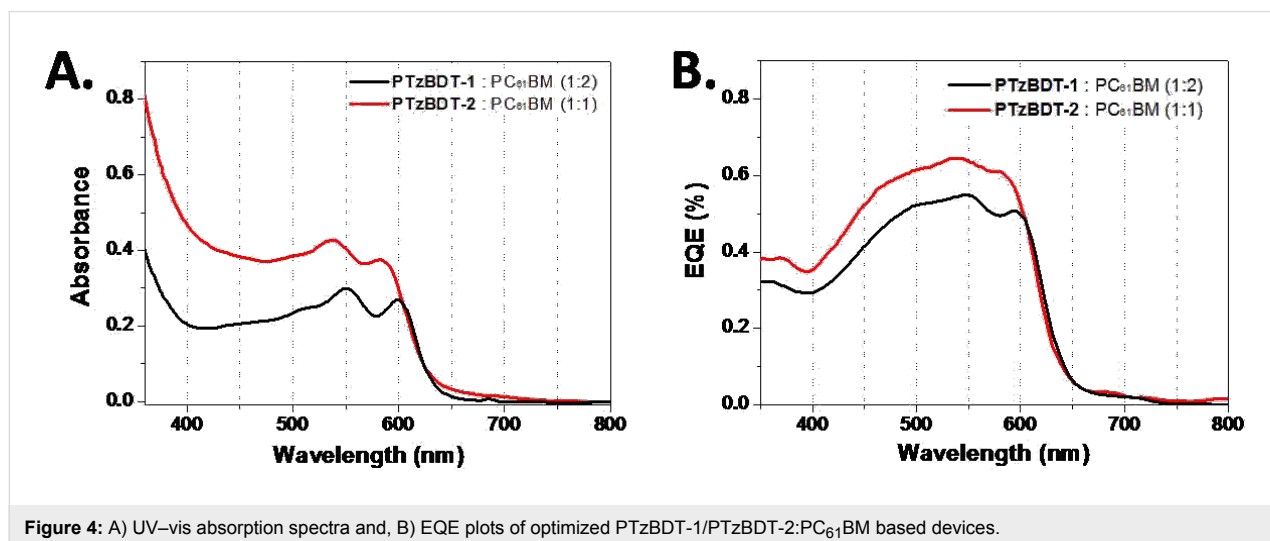 A.
PTzBDT-1 : PC₆₁BM (1:2)
PTzBDT-2 : PC₆₁BM (1:1)
0.8
0.6
0.4
0.2
0.0
Absorbance
400 500 600 700 800
Wavelength (nm)
B.
PTzBDT-1 : PC₆₁BM (1:2)
PTzBDT-2 : PC₆₁BM (1:1)
0.8
0.6
0.4
0.2
0.0
EQE (%)
400 500 600 700 800
Wavelength (nm)
Figure 4: A) UV–vis absorption spectra and, B) EQE plots of optimized PTzBDT-1/PTzBDT-2:PC₆₁BM based devices.